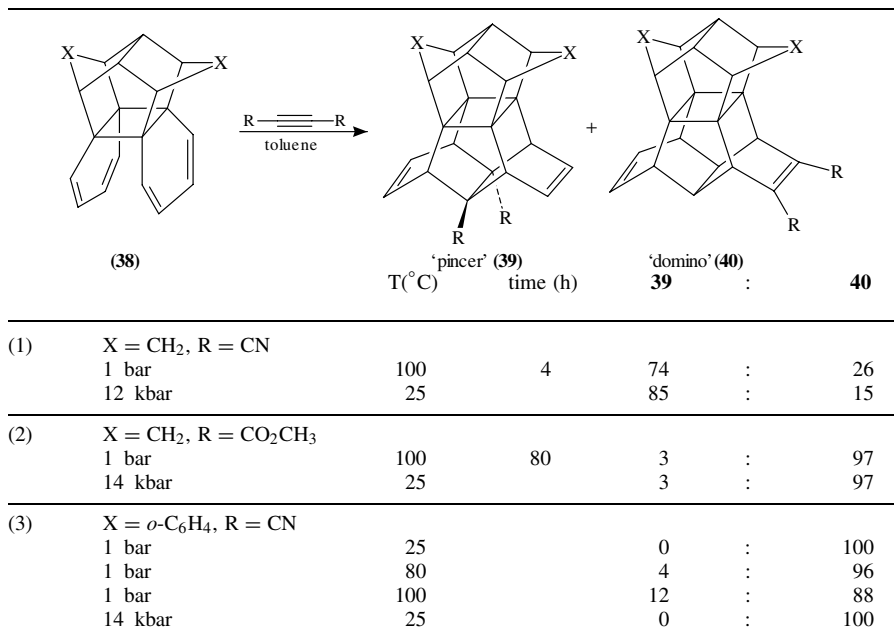 X X
X X
X X
R R
toluene
+
R R
R R
(38) 'pincer' (39) 'domino' (40)
T(°C) time (h) 39 : 40
(1) X = CH₂, R = CN
1 bar 100 4 74 : 26
12 kbar 25 85 : 15
(2) X = CH₂, R = CO₂CH₃
1 bar 100 80 3 : 97
14 kbar 25 3 : 97
(3) X = o-C₆H₄, R = CN
1 bar 25 0 : 100
1 bar 80 4 : 96
1 bar 100 12 : 88
14 kbar 25 0 : 100